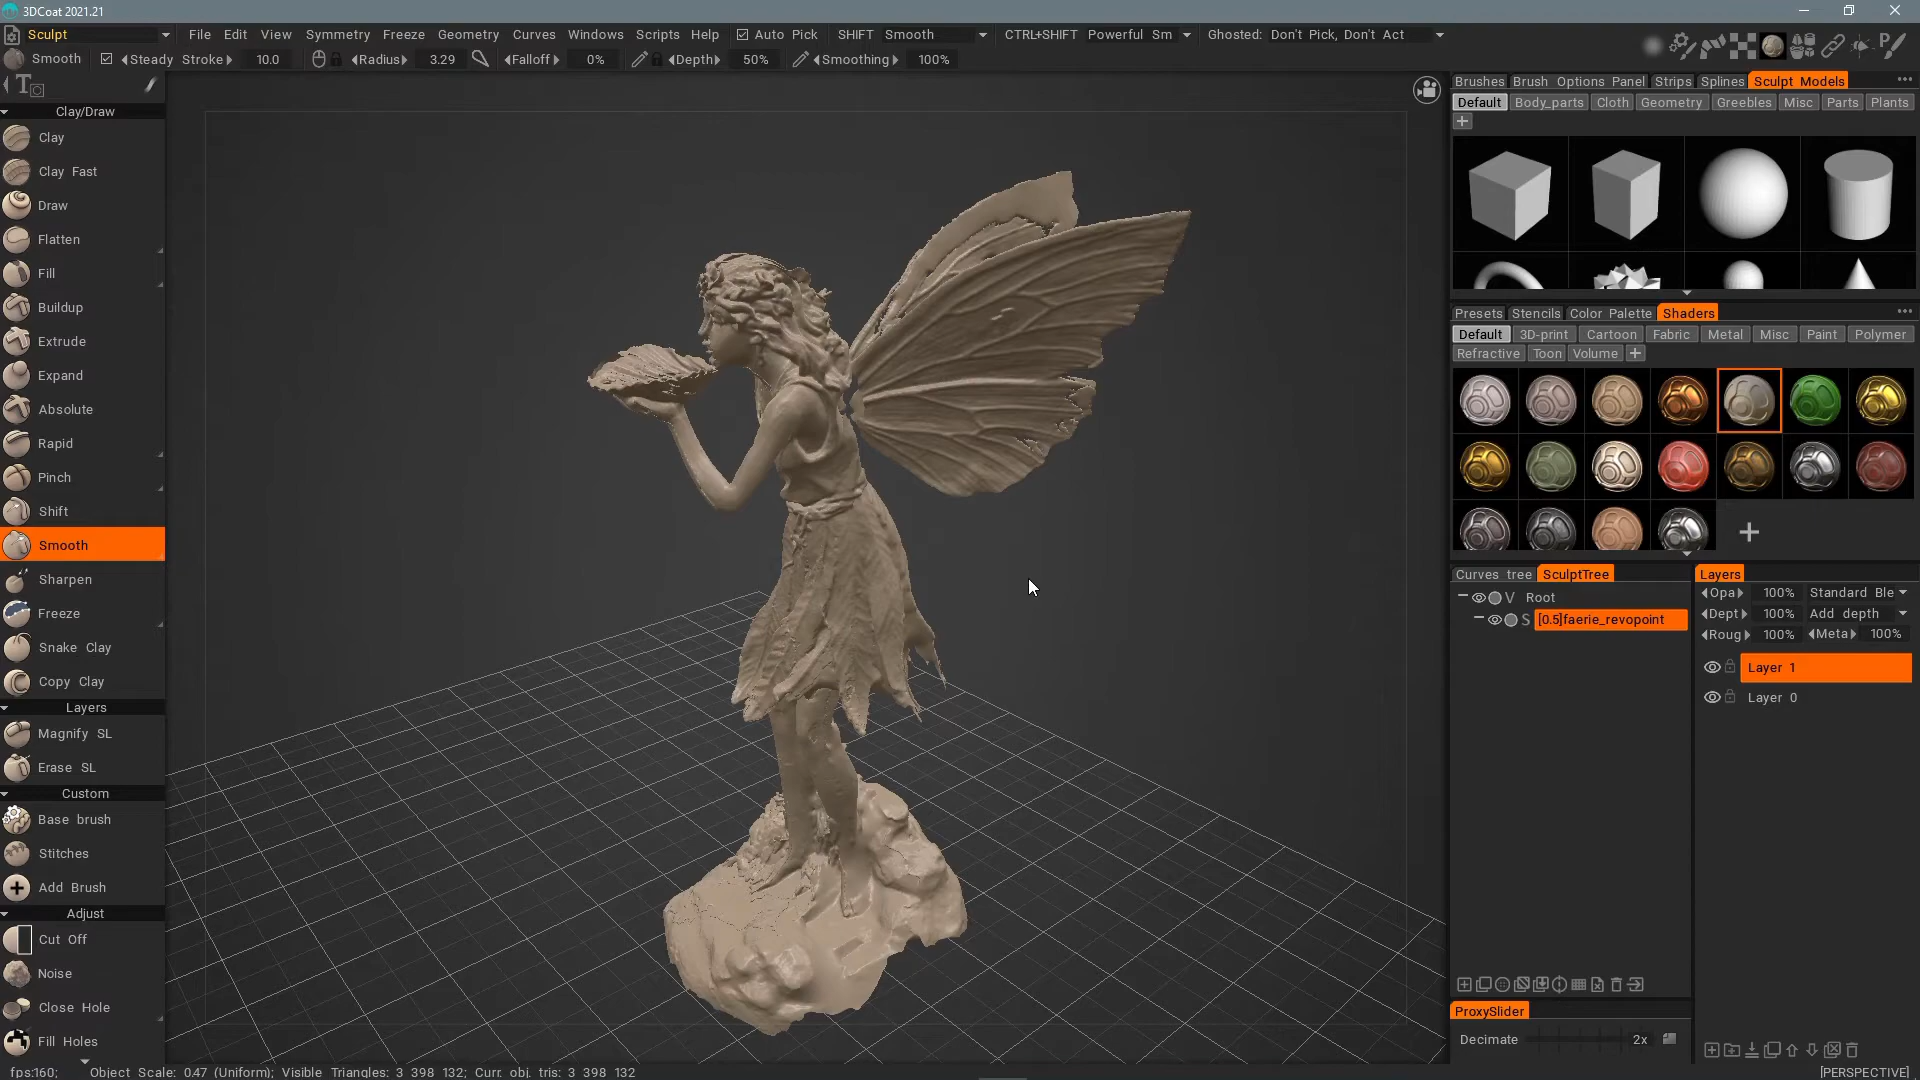 3DCoat 2021.21
Sculpt File Edit View Symmetry Freeze Geometry Curves Windows Scripts Help Auto Pick SHIFT Smooth CTRL+SHIFT Powerful Sm Ghosted: Don't Pick, Don't Act
Smooth Steady Stroke 10.0 Radius 3.29 Falloff 0% Depth 50% Smoothing 100%
Clay/Draw
Clay
Clay Fast
Draw
Flatten
Fill
Buildup
Extrude
Expand
Absolute
Rapid
Pinch
Shift
Smooth
Sharpen
Freeze
Snake Clay
Copy Clay
Layers
Magnify SL
Erase SL
Custom
Base brush
Stitches
Add Brush
Adjust
Cut Off
Noise
Close Hole
Fill Holes
Brushes Brush Options Panel Strips Splines Sculpt Models
Default Body_parts Cloth Geometry Greebles Misc Parts Plants
Presets Stencils Color Palette Shaders
Default 3D-print Cartoon Fabric Metal Misc Paint Polymer
Refractive Toon Volume
Curves tree SculptTree
V Root
S [0.5]faerie_revopoint
Layers
Opa 100% Standard Ble
Dept 100% Add depth
Roug 100% Meta 100%
Layer 1
Layer 0
ProxySlider
Decimate 2x
fps:160; Object Scale: 0.47 (Uniform); Visible Triangles: 3 398 132; Curr. obj. tris: 3 398 132
[PERSPECTIVE]